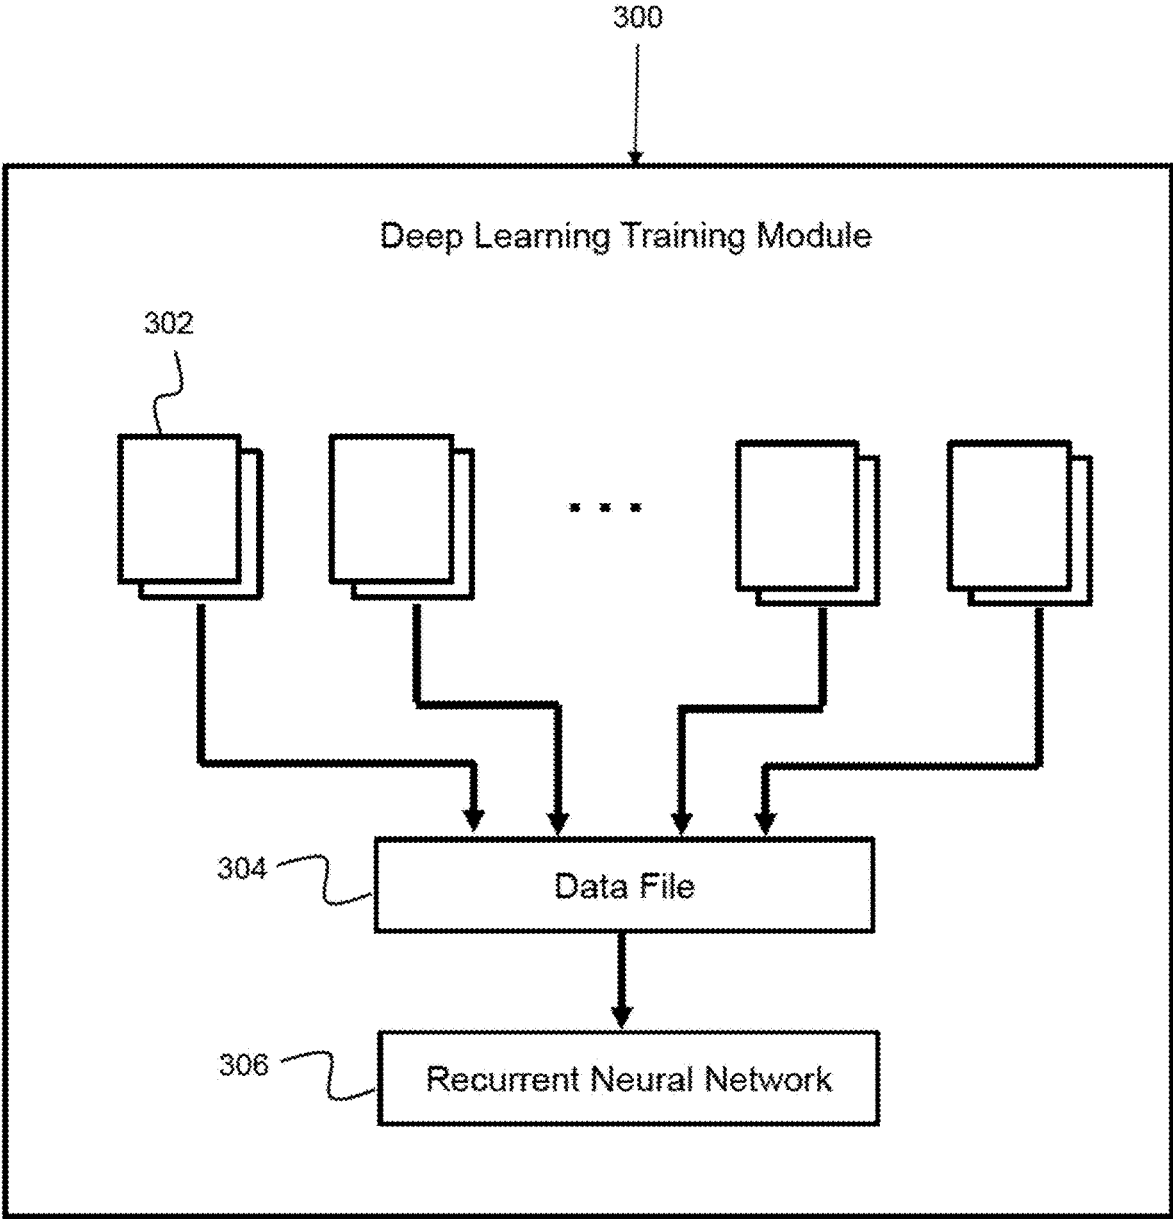 300
Deep Learning Training Module
302
. . .
304
Data File
306
Recurrent Neural Network